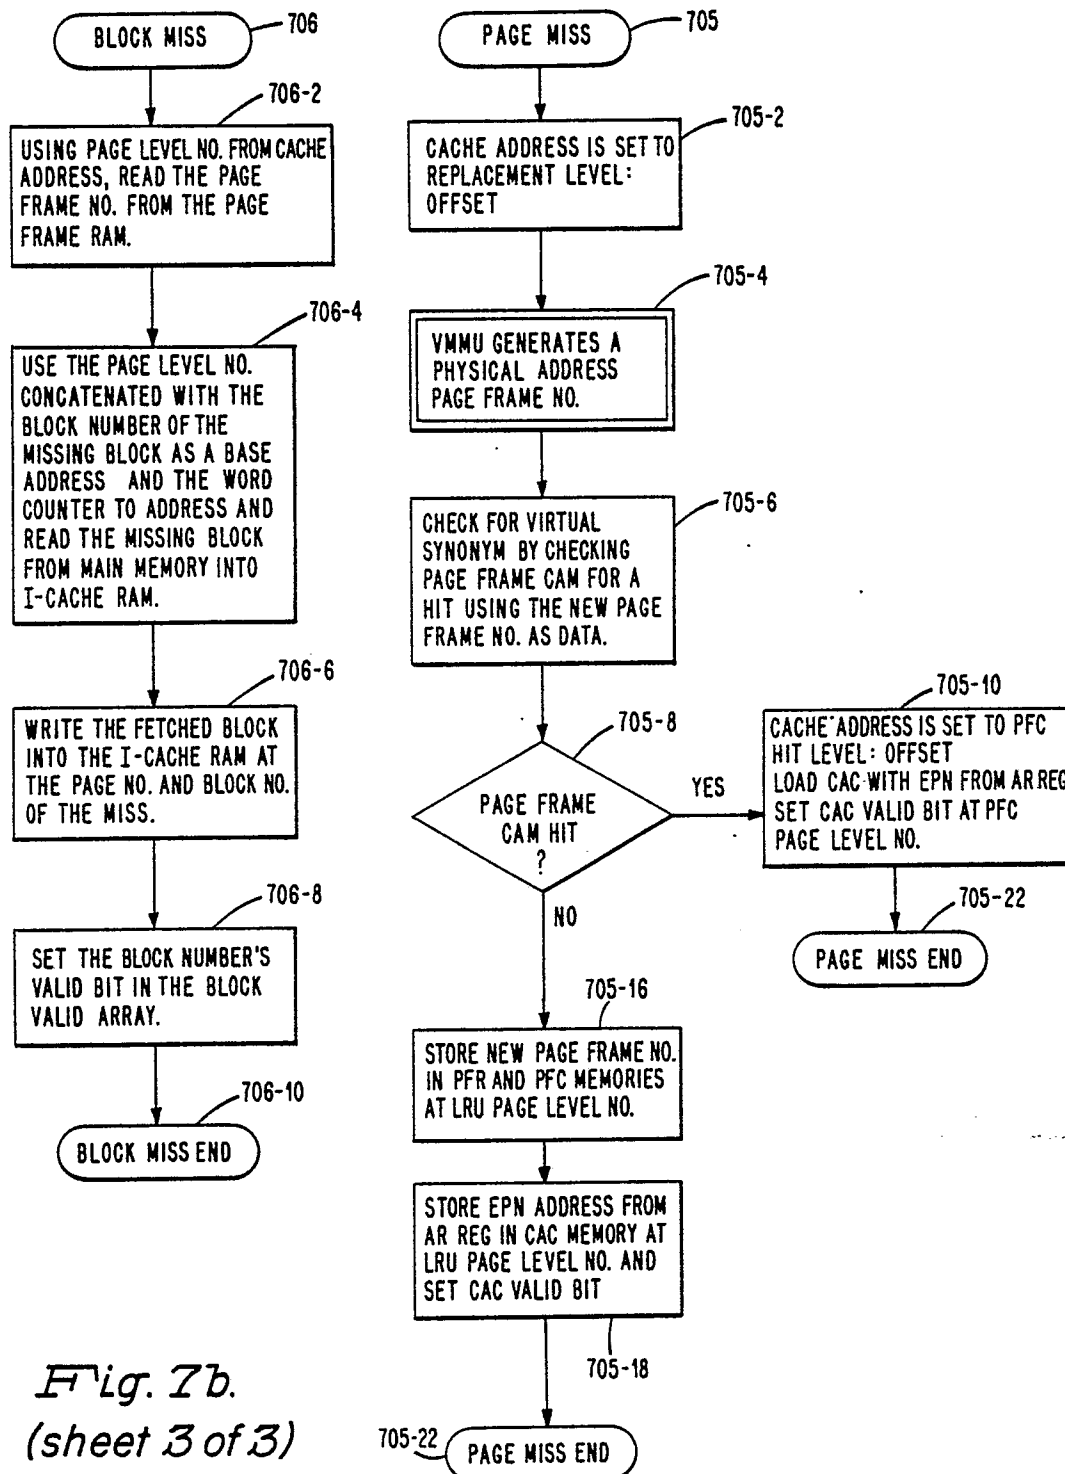 BLOCK MISS
706
706-2
USING PAGE LEVEL NO. FROM CACHE
ADDRESS, READ THE PAGE
FRAME NO. FROM THE PAGE
FRAME RAM.
706-4
USE THE PAGE LEVEL NO.
CONCATENATED WITH THE
BLOCK NUMBER OF THE
MISSING BLOCK AS A BASE
ADDRESS AND THE WORD
COUNTER TO ADDRESS AND
READ THE MISSING BLOCK
FROM MAIN MEMORY INTO
I-CACHE RAM.
706-6
WRITE THE FETCHED BLOCK
INTO THE I-CACHE RAM AT
THE PAGE NO. AND BLOCK NO.
OF THE MISS.
706-8
SET THE BLOCK NUMBER'S
VALID BIT IN THE BLOCK
VALID ARRAY.
706-10
BLOCK MISS END
PAGE MISS
705
705-2
CACHE ADDRESS IS SET TO
REPLACEMENT LEVEL:
OFFSET
705-4
VMMU GENERATES A
PHYSICAL ADDRESS
PAGE FRAME NO.
705-6
CHECK FOR VIRTUAL
SYNONYM BY CHECKING
PAGE FRAME CAM FOR A
HIT USING THE NEW PAGE
FRAME NO. AS DATA.
705-8
PAGE FRAME
CAM HIT
?
YES
705-10
CACHE ADDRESS IS SET TO PFC
HIT LEVEL: OFFSET
LOAD CAC WITH EPN FROM AR REG
SET CAC VALID BIT AT PFC
PAGE LEVEL NO.
705-22
PAGE MISS END
NO
705-16
STORE NEW PAGE FRAME NO.
IN PFR AND PFC MEMORIES
AT LRU PAGE LEVEL NO.
STORE EPN ADDRESS FROM
AR REG IN CAC MEMORY AT
LRU PAGE LEVEL NO. AND
SET CAC VALID BIT
705-18
705-22
PAGE MISS END
Fig. 7b.
(sheet 3 of 3)